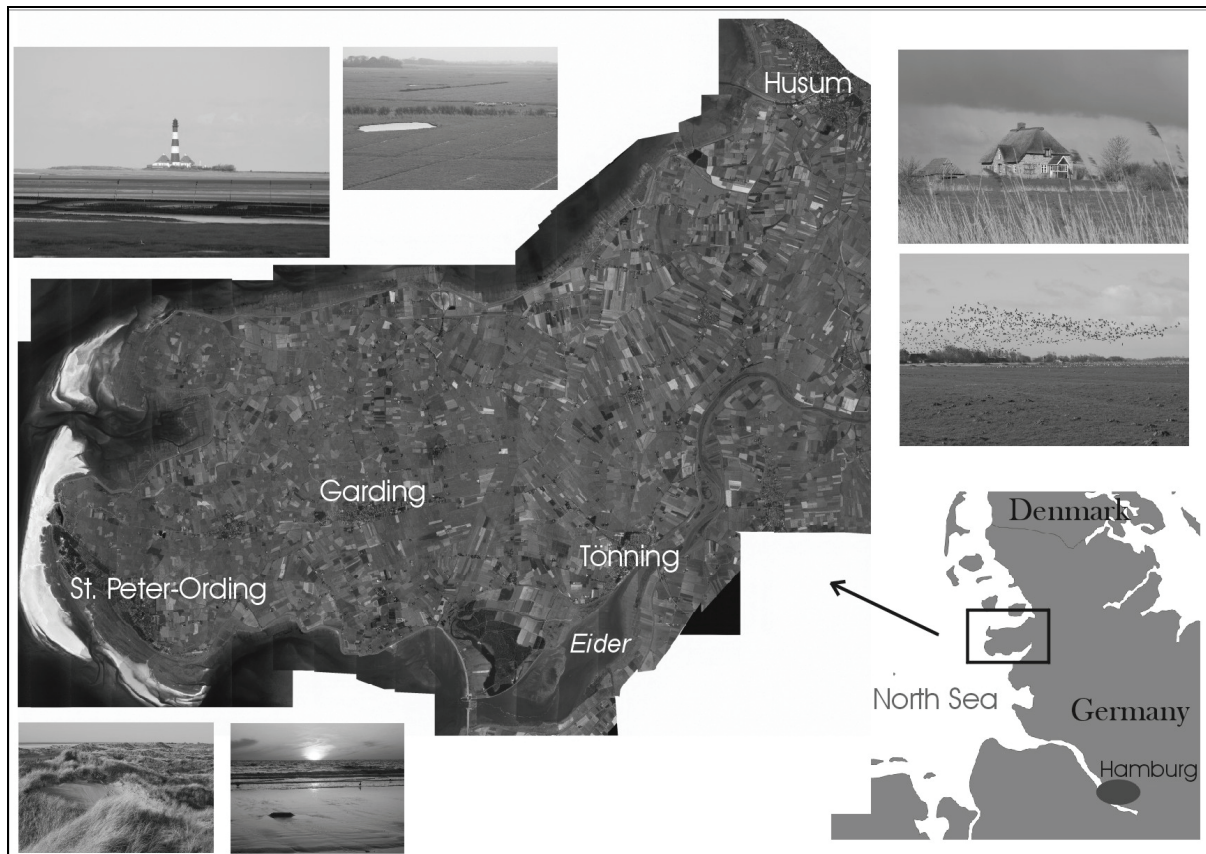 Husum
Garding
Tönning
St. Peter-Ording
Eider
Denmark
North Sea
Germany
Hamburg